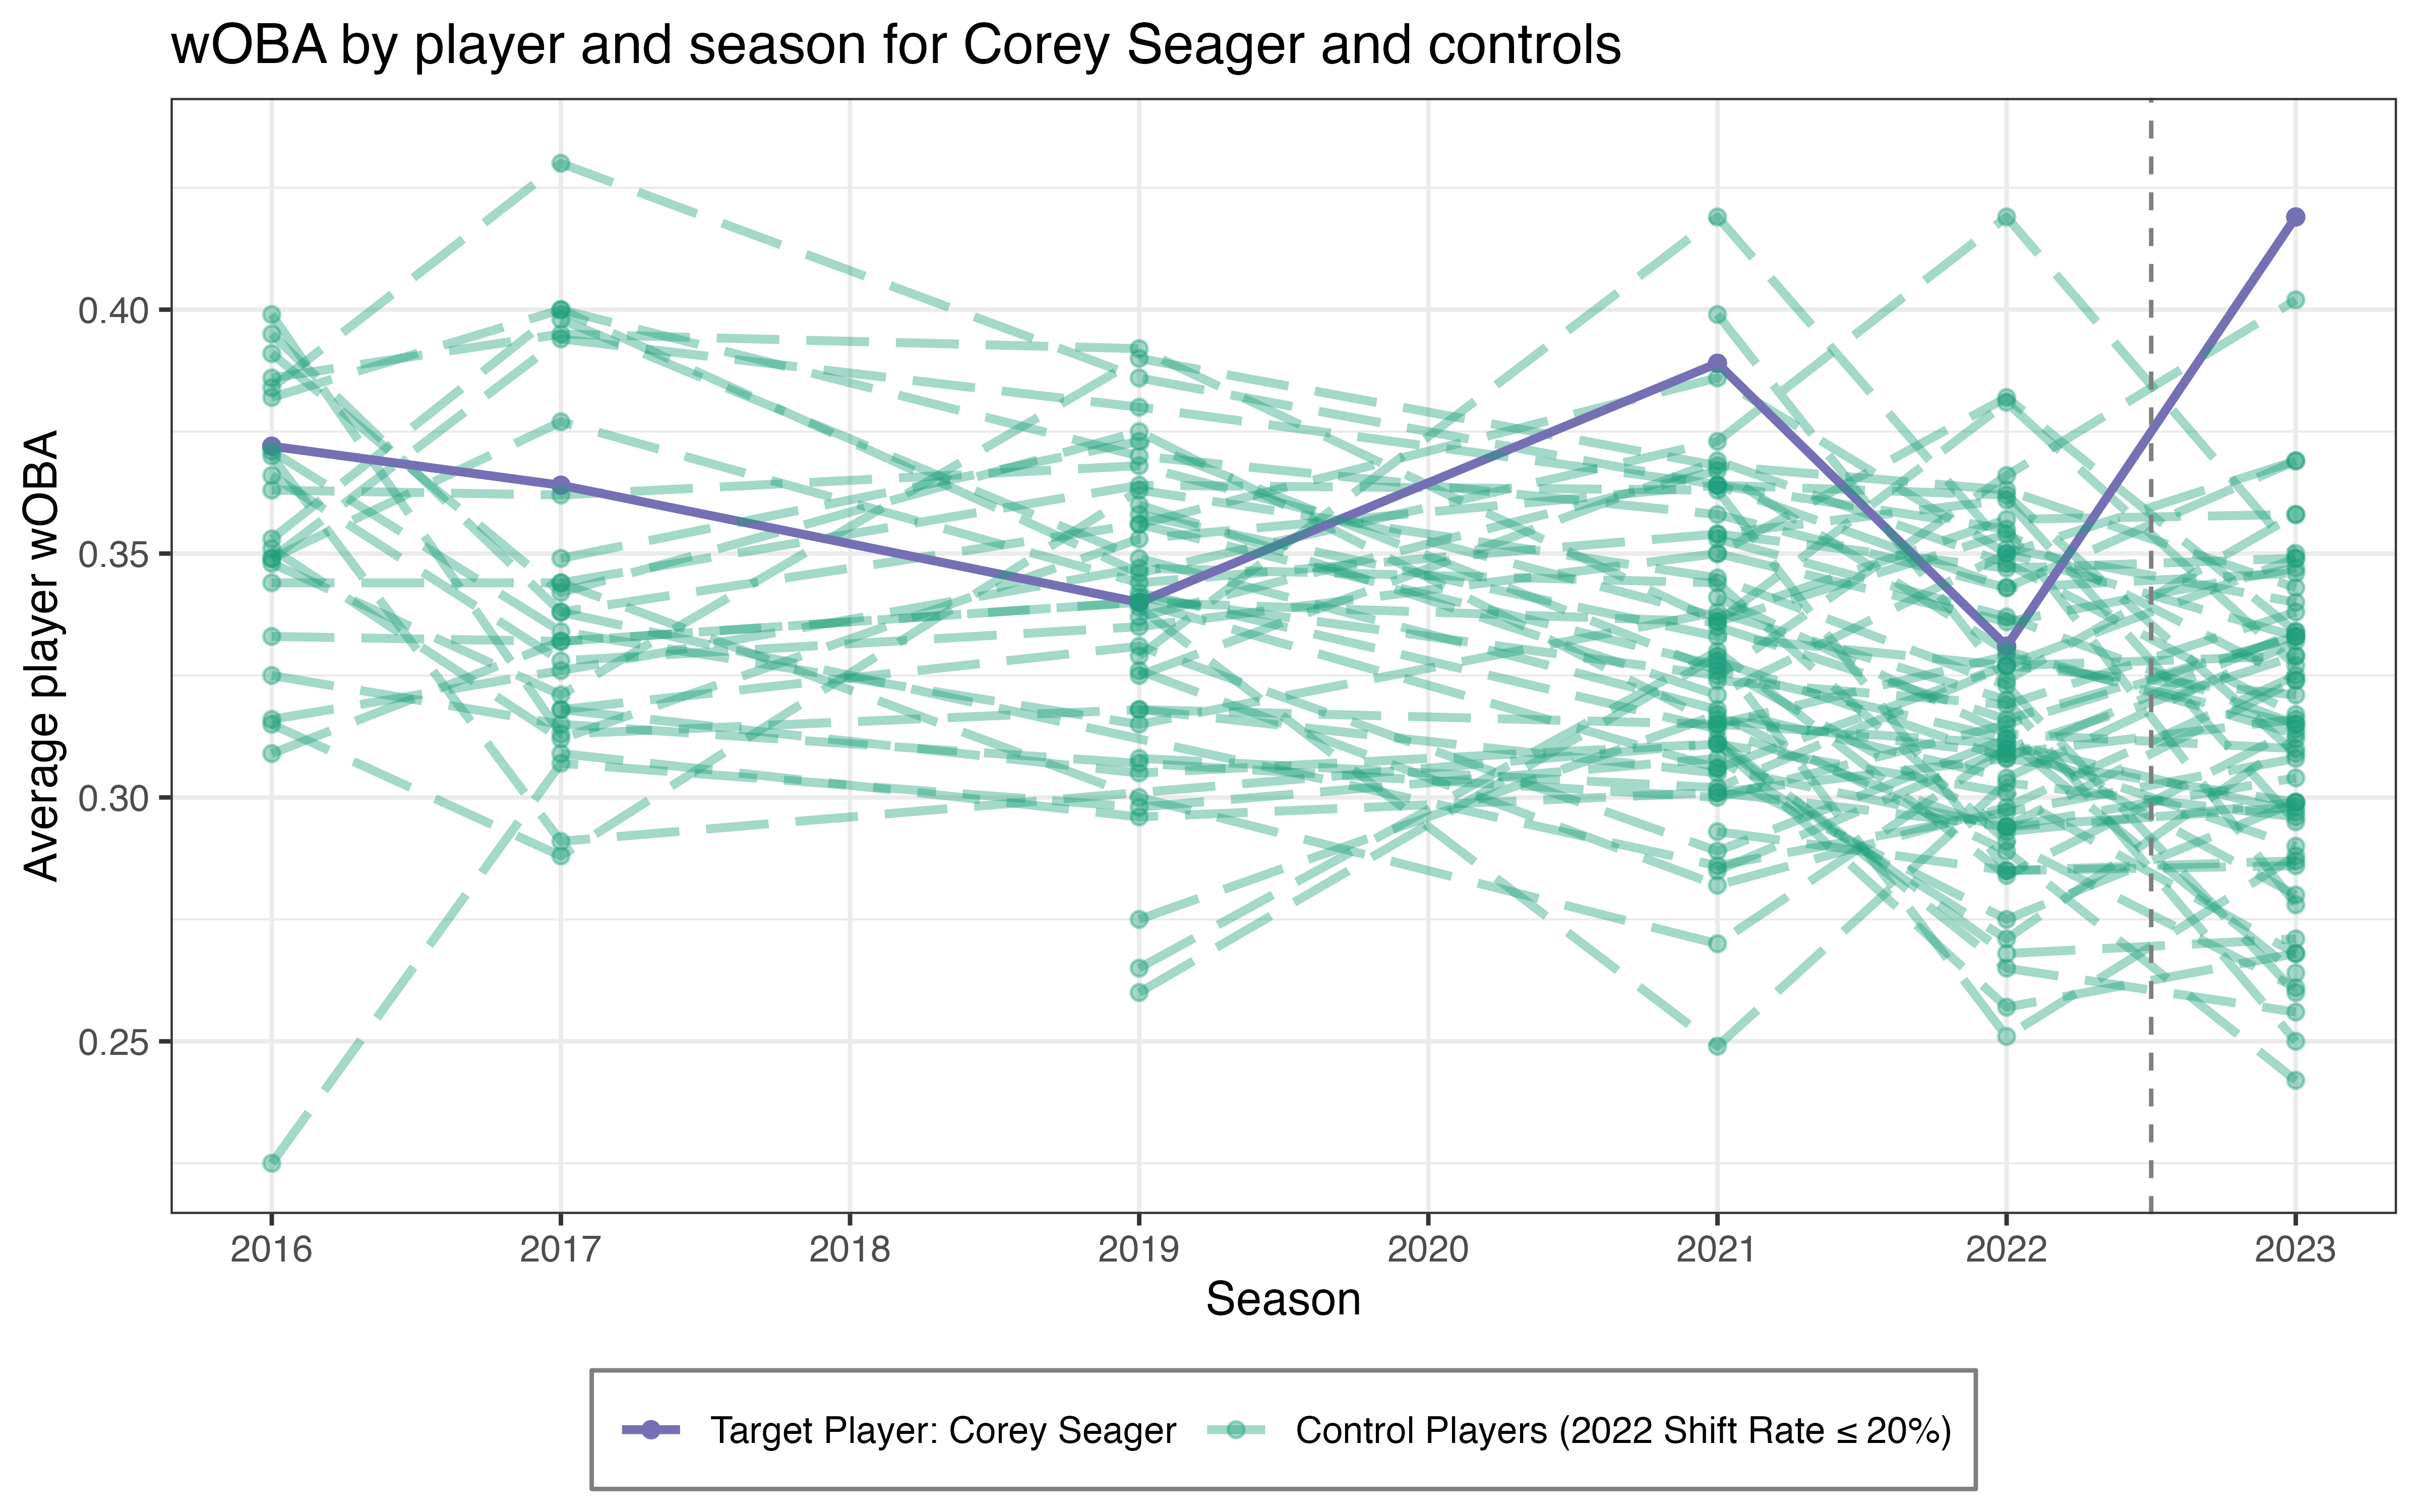 wOBA by player and season for Corey Seager and controls
Average player wOBA
0.40
0.35
0.30
0.25
2016 2017 2018 2019 2020 2021 2022 2023
Season
Target Player: Corey Seager Control Players (2022 Shift Rate ≤ 20%)